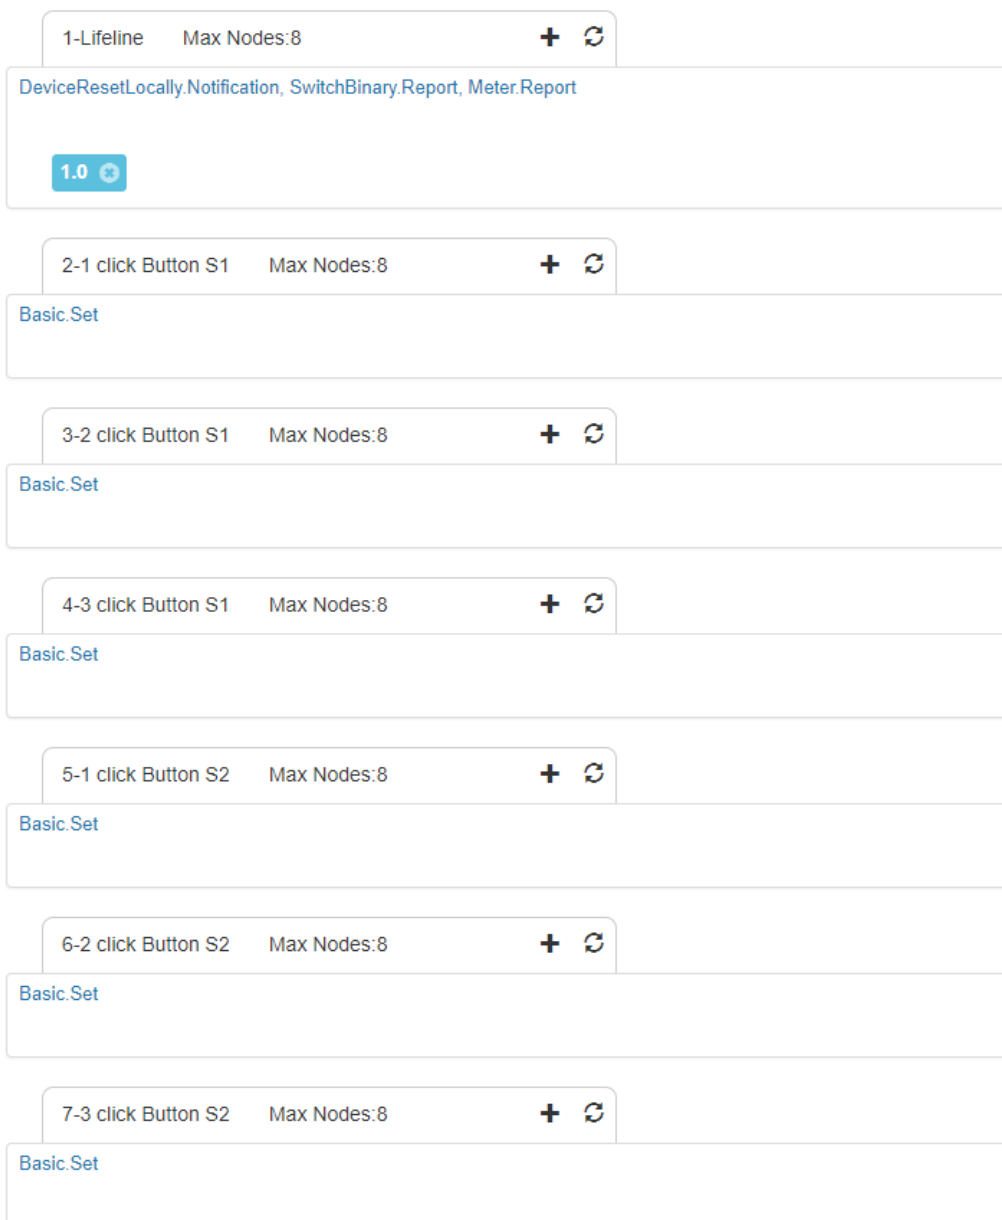 1-Lifeline Max Nodes:8
DeviceResetLocally.Notification, SwitchBinary.Report, Meter.Report
1.0
2-1 click Button S1 Max Nodes:8
Basic.Set
3-2 click Button S1 Max Nodes:8
Basic.Set
4-3 click Button S1 Max Nodes:8
Basic.Set
5-1 click Button S2 Max Nodes:8
Basic.Set
6-2 click Button S2 Max Nodes:8
Basic.Set
7-3 click Button S2 Max Nodes:8
Basic.Set